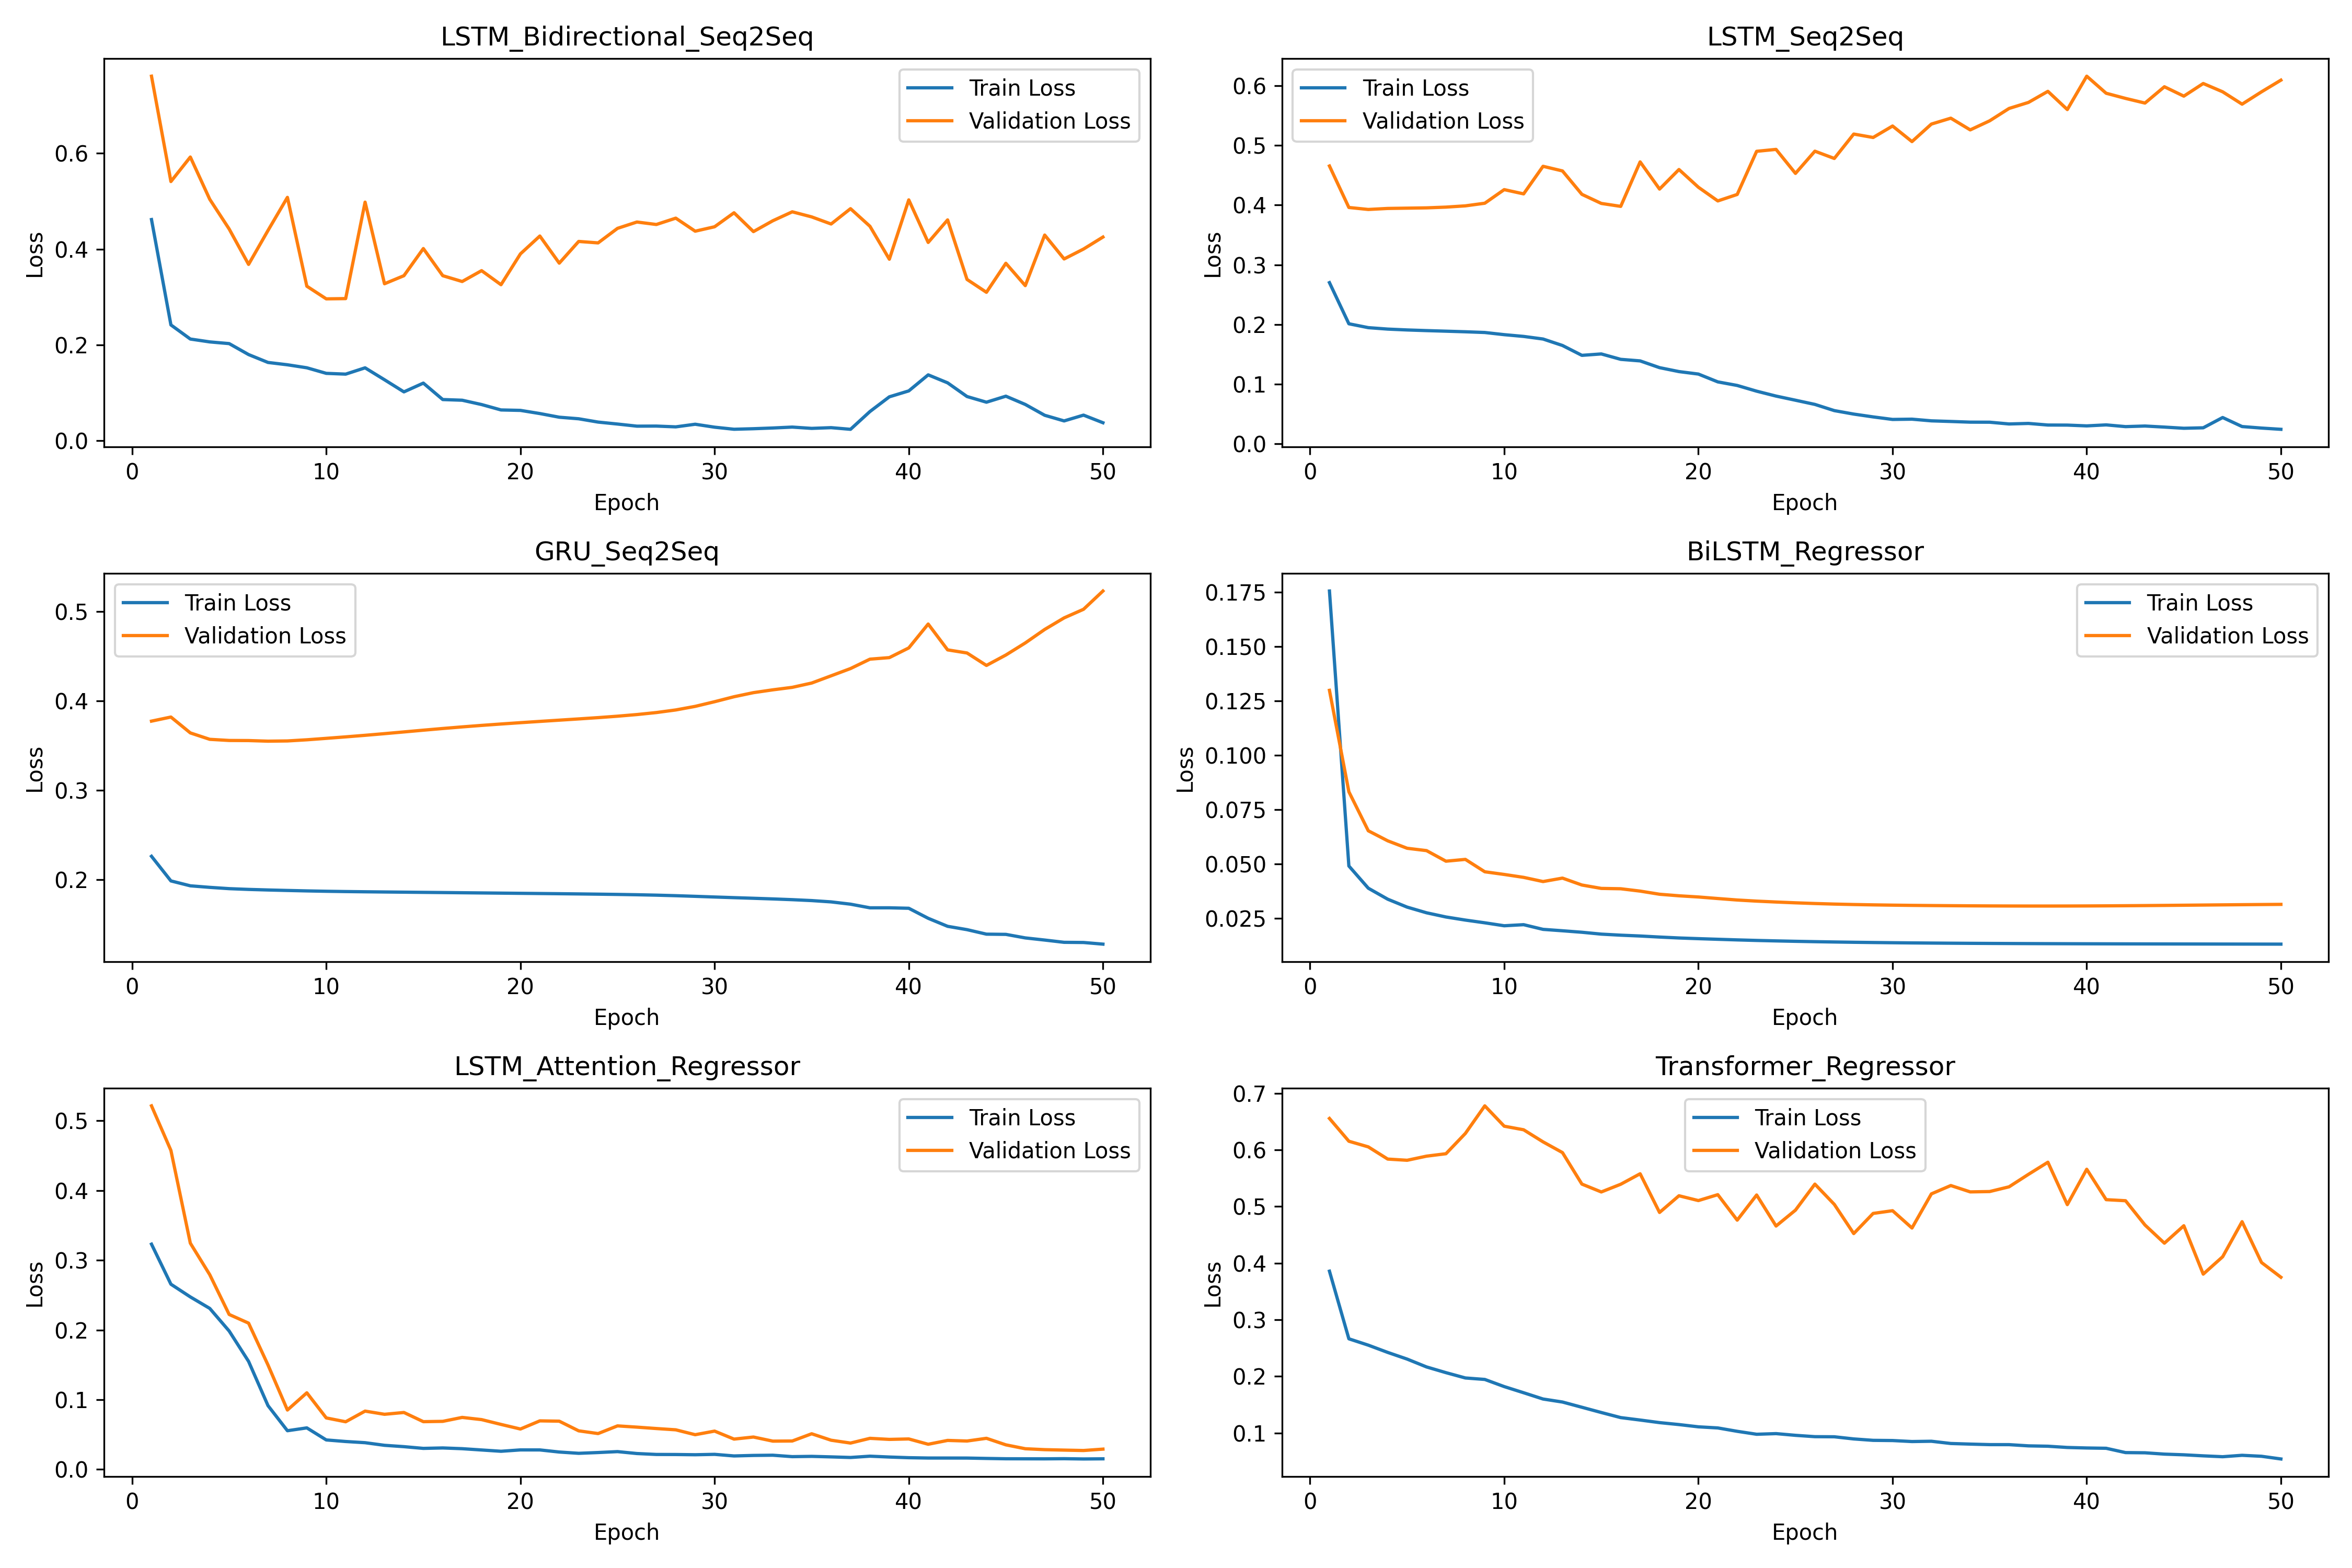 LSTM_Bidirectional_Seq2Seq
Train Loss
Validation Loss
Loss
0.6
0.4
0.2
0.0
0 10 20 30 40 50
Epoch
LSTM_Seq2Seq
Train Loss
Validation Loss
Loss
0.6
0.5
0.4
0.3
0.2
0.1
0.0
0 10 20 30 40 50
Epoch
GRU_Seq2Seq
Train Loss
Validation Loss
Loss
0.5
0.4
0.3
0.2
0 10 20 30 40 50
Epoch
BiLSTM_Regressor
Train Loss
Validation Loss
Loss
0.175
0.150
0.125
0.100
0.075
0.050
0.025
0 10 20 30 40 50
Epoch
LSTM_Attention_Regressor
Train Loss
Validation Loss
Loss
0.5
0.4
0.3
0.2
0.1
0.0
0 10 20 30 40 50
Epoch
Transformer_Regressor
Train Loss
Validation Loss
Loss
0.7
0.6
0.5
0.4
0.3
0.2
0.1
0 10 20 30 40 50
Epoch